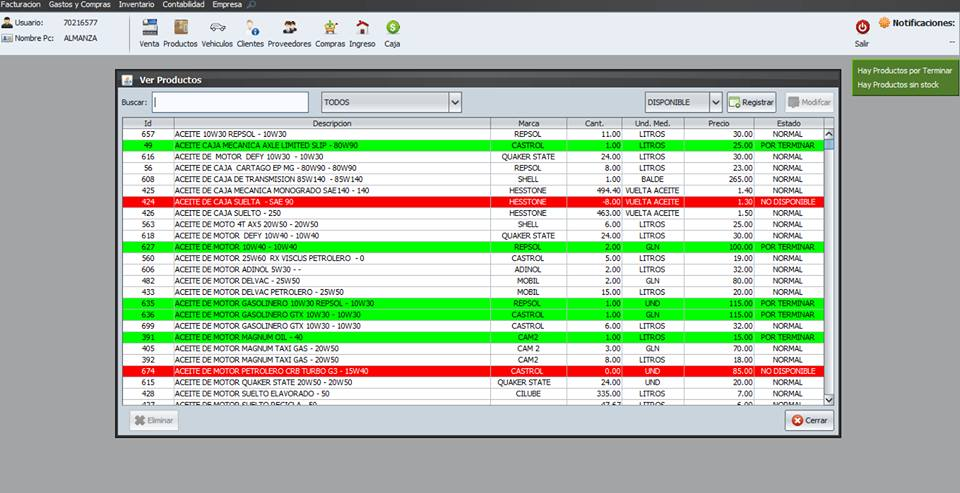 Facturacion Gastos y Compras Inventario Contabilidad Empresa
Usuario: 70216577
Nombre Pc: ALMANZA
Venta Productos Vehiculos Clientes Proveedores Compras Ingreso Caja
Salir
Notificaciones:
--
Hay Productos por Terminar
Hay Productos sin stock
Ver Productos
Buscar: TODOS DISPONIBLE Registrar Modificar
Id Descripcion Marca Cant. Und. Med. Precio Estado
657 ACEITE 10W30 REPSOL - 10W30 REPSOL 11.00 LITROS 30.00 NORMAL
49 ACEITE CAJA MECANICA AXLE LIMITED SLIP - 80W90 CASTROL 1.00 LITROS 25.00 POR TERMINAR
616 ACEITE DE MOTOR DEFY 10W30 - 10W30 QUAKER STATE 24.00 LITROS 30.00 NORMAL
56 ACEITE DE CAJA CARTAGO EP MG - 80W90 - 80W90 REPSOL 8.00 LITROS 23.00 NORMAL
608 ACEITE DE CAJA DE TRANSMISION 85W140 - 85W140 SHELL 1.00 BALDE 265.00 NORMAL
425 ACEITE DE CAJA MECANICA MONOGRADO SAE140 - 140 HESSTONE 494.40 VUELTA ACEITE 1.40 NORMAL
424 ACEITE DE CAJA SUELTA - SAE 90 HESSTONE -8.00 VUELTA ACEITE 1.30 NO DISPONIBLE
426 ACEITE DE CAJA SUELTO - 250 HESSTONE 463.00 VUELTA ACEITE 1.50 NORMAL
563 ACEITE DE MOTO 4T AX5 20W50 - 20W50 SHELL 6.00 LITROS 25.00 NORMAL
618 ACEITE DE MOTOR DEFY 10W40 - 10W40 QUAKER STATE 24.00 LITROS 30.00 NORMAL
627 ACEITE DE MOTOR 10W40 - 10W40 REPSOL 2.00 GLN 100.00 POR TERMINAR
560 ACEITE DE MOTOR 25W60 RX VISCUS PETROLERO - 0 CASTROL 5.00 LITROS 19.00 NORMAL
606 ACEITE DE MOTOR ADINOL 5W30 - - ADINOL 2.00 LITROS 32.00 NORMAL
482 ACEITE DE MOTOR DELVAC - 25W50 MOBIL 2.00 GLN 80.00 NORMAL
433 ACEITE DE MOTOR DELVAC PETROLERO - 25W50 MOBIL 15.00 LITROS 20.00 NORMAL
635 ACEITE DE MOTOR GASOLINERO 10W30 REPSOL - 10W30 REPSOL 1.00 UND 115.00 POR TERMINAR
636 ACEITE DE MOTOR GASOLINERO GTX 10W30 - 10W30 CASTROL 1.00 GLN 115.00 POR TERMINAR
699 ACEITE DE MOTOR GASOLINERO GTX 10W30 - 10W30 CASTROL 6.00 LITROS 32.00 NORMAL
391 ACEITE DE MOTOR MAGNUM OIL - 40 CAM2 1.00 LITROS 15.00 POR TERMINAR
405 ACEITE DE MOTOR MAGNUM TAXI GAS - 20W50 CAM 2 3.00 GLN 70.00 NORMAL
392 ACEITE DE MOTOR MAGNUM TAXI GAS - 20W50 CAM2 8.00 LITROS 18.00 NORMAL
674 ACEITE DE MOTOR PETROLERO CRB TURBO G3 - 15W40 CASTROL 0.00 UND 85.00 NO DISPONIBLE
615 ACEITE DE MOTOR QUAKER STATE 20W50 - 20W50 QUAKER STATE 24.00 UND 20.00 NORMAL
428 ACEITE DE MOTOR SUELTO ELAVORADO - 50 CILUBE 335.00 LITROS 7.00 NORMAL
Eliminar Cerrar